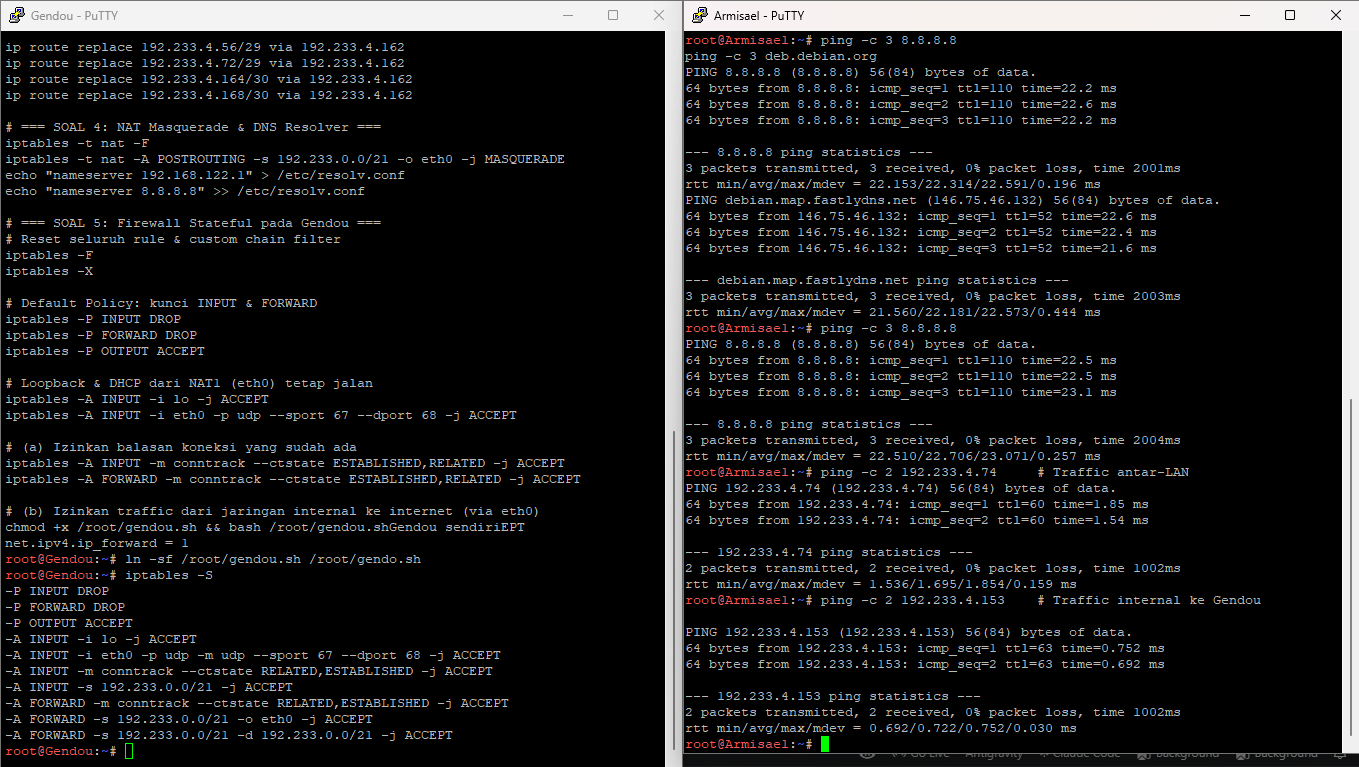 Gendou - PuTTY
ip route replace 192.233.4.56/29 via 192.233.4.162
ip route replace 192.233.4.72/29 via 192.233.4.162
ip route replace 192.233.4.164/30 via 192.233.4.162
ip route replace 192.233.4.168/30 via 192.233.4.162
# === SOAL 4: NAT Masquerade & DNS Resolver ===
iptables -t nat -F
iptables -t nat -A POSTROUTING -s 192.233.0.0/21 -o eth0 -j MASQUERADE
echo "nameserver 192.168.122.1" > /etc/resolv.conf
echo "nameserver 8.8.8.8" >> /etc/resolv.conf
# === SOAL 5: Firewall Stateful pada Gendou ===
# Reset seluruh rule & custom chain filter
iptables -F
iptables -X
# Default Policy: kunci INPUT & FORWARD
iptables -P INPUT DROP
iptables -P FORWARD DROP
iptables -P OUTPUT ACCEPT
# Loopback & DHCP dari NAT1 (eth0) tetap jalan
iptables -A INPUT -i lo -j ACCEPT
iptables -A INPUT -i eth0 -p udp --sport 67 --dport 68 -j ACCEPT
# (a) Izinkan balasan koneksi yang sudah ada
iptables -A INPUT -m conntrack --ctstate ESTABLISHED,RELATED -j ACCEPT
iptables -A FORWARD -m conntrack --ctstate ESTABLISHED,RELATED -j ACCEPT
# (b) Izinkan traffic dari jaringan internal ke internet (via eth0)
chmod +x /root/gendou.sh && bash /root/gendou.shGendou sendiriEPT
net.ipv4.ip_forward = 1
root@Gendou:~# ln -sf /root/gendou.sh /root/gendo.sh
root@Gendou:~# iptables -S
-P INPUT DROP
-P FORWARD DROP
-P OUTPUT ACCEPT
-A INPUT -i lo -j ACCEPT
-A INPUT -i eth0 -p udp -m udp --sport 67 --dport 68 -j ACCEPT
-A INPUT -m conntrack --ctstate RELATED,ESTABLISHED -j ACCEPT
-A INPUT -s 192.233.0.0/21 -j ACCEPT
-A FORWARD -m conntrack --ctstate RELATED,ESTABLISHED -j ACCEPT
-A FORWARD -s 192.233.0.0/21 -o eth0 -j ACCEPT
-A FORWARD -s 192.233.0.0/21 -d 192.233.0.0/21 -j ACCEPT
root@Gendou:~#
Armisael - PuTTY
root@Armisael:~# ping -c 3 8.8.8.8
ping -c 3 deb.debian.org
PING 8.8.8.8 (8.8.8.8) 56(84) bytes of data.
64 bytes from 8.8.8.8: icmp_seq=1 ttl=110 time=22.2 ms
64 bytes from 8.8.8.8: icmp_seq=2 ttl=110 time=22.6 ms
64 bytes from 8.8.8.8: icmp_seq=3 ttl=110 time=22.2 ms
--- 8.8.8.8 ping statistics ---
3 packets transmitted, 3 received, 0% packet loss, time 2001ms
rtt min/avg/max/mdev = 22.153/22.314/22.591/0.196 ms
PING debian.map.fastlydns.net (146.75.46.132) 56(84) bytes of data.
64 bytes from 146.75.46.132: icmp_seq=1 ttl=52 time=22.6 ms
64 bytes from 146.75.46.132: icmp_seq=2 ttl=52 time=22.4 ms
64 bytes from 146.75.46.132: icmp_seq=3 ttl=52 time=21.6 ms
--- debian.map.fastlydns.net ping statistics ---
3 packets transmitted, 3 received, 0% packet loss, time 2003ms
rtt min/avg/max/mdev = 21.560/22.181/22.573/0.444 ms
root@Armisael:~# ping -c 3 8.8.8.8
PING 8.8.8.8 (8.8.8.8) 56(84) bytes of data.
64 bytes from 8.8.8.8: icmp_seq=1 ttl=110 time=22.5 ms
64 bytes from 8.8.8.8: icmp_seq=2 ttl=110 time=22.5 ms
64 bytes from 8.8.8.8: icmp_seq=3 ttl=110 time=23.1 ms
--- 8.8.8.8 ping statistics ---
3 packets transmitted, 3 received, 0% packet loss, time 2004ms
rtt min/avg/max/mdev = 22.510/22.706/23.071/0.257 ms
root@Armisael:~# ping -c 2 192.233.4.74     # Traffic antar-LAN
PING 192.233.4.74 (192.233.4.74) 56(84) bytes of data.
64 bytes from 192.233.4.74: icmp_seq=1 ttl=60 time=1.85 ms
64 bytes from 192.233.4.74: icmp_seq=2 ttl=60 time=1.54 ms
--- 192.233.4.74 ping statistics ---
2 packets transmitted, 2 received, 0% packet loss, time 1002ms
rtt min/avg/max/mdev = 1.536/1.695/1.854/0.159 ms
root@Armisael:~# ping -c 2 192.233.4.153    # Traffic internal ke Gendou
PING 192.233.4.153 (192.233.4.153) 56(84) bytes of data.
64 bytes from 192.233.4.153: icmp_seq=1 ttl=63 time=0.752 ms
64 bytes from 192.233.4.153: icmp_seq=2 ttl=63 time=0.692 ms
--- 192.233.4.153 ping statistics ---
2 packets transmitted, 2 received, 0% packet loss, time 1002ms
rtt min/avg/max/mdev = 0.692/0.722/0.752/0.030 ms
root@Armisael:~#